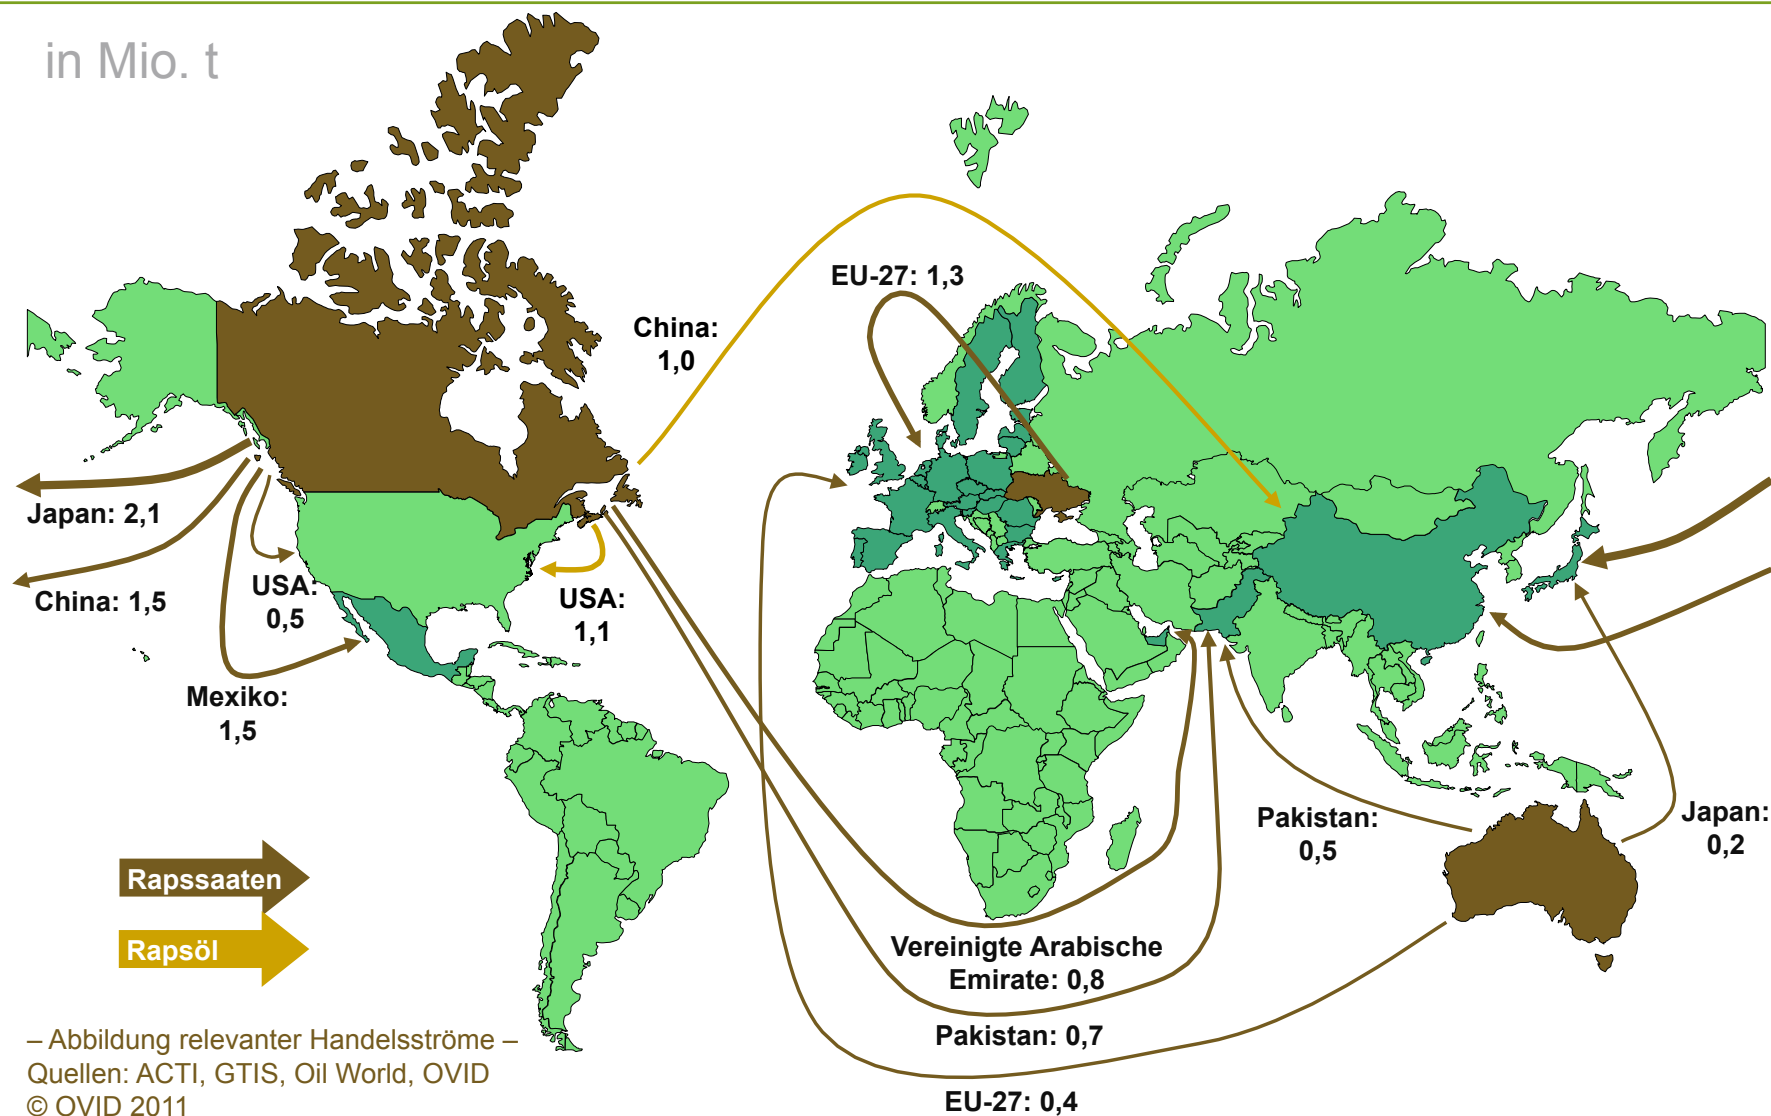 in Mio. t
EU-27: 1,3
China:
1,0
Japan: 2,1
China: 1,5
USA:
0,5
USA:
1,1
Mexiko:
1,5
Pakistan:
0,5
Japan:
0,2
Rapssaaten
Rapsöl
Vereinigte Arabische
Emirate: 0,8
Pakistan: 0,7
EU-27: 0,4
– Abbildung relevanter Handelsströme –
Quellen: ACTI, GTIS, Oil World, OVID
© OVID 2011